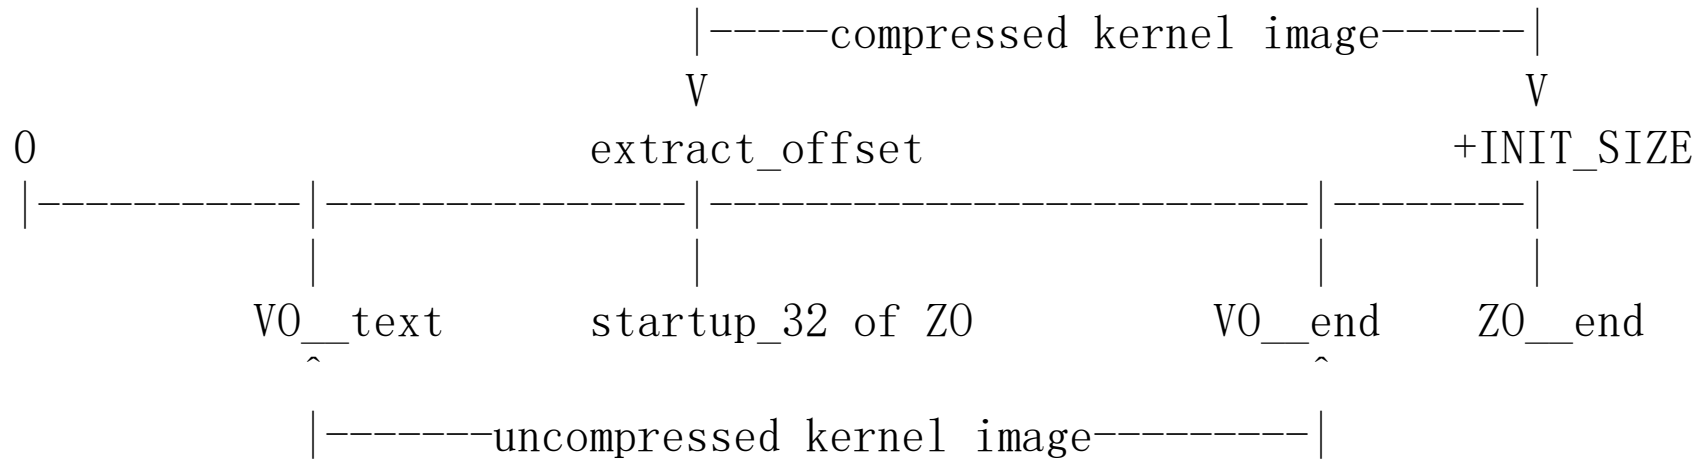 |-----compressed kernel image------|
V V
0 extract_offset +INIT_SIZE
|-----------|---------------|-------------------------|--------|
| | | |
VO__text startup_32 of ZO VO__end ZO__end
^ ^
|-------uncompressed kernel image---------|